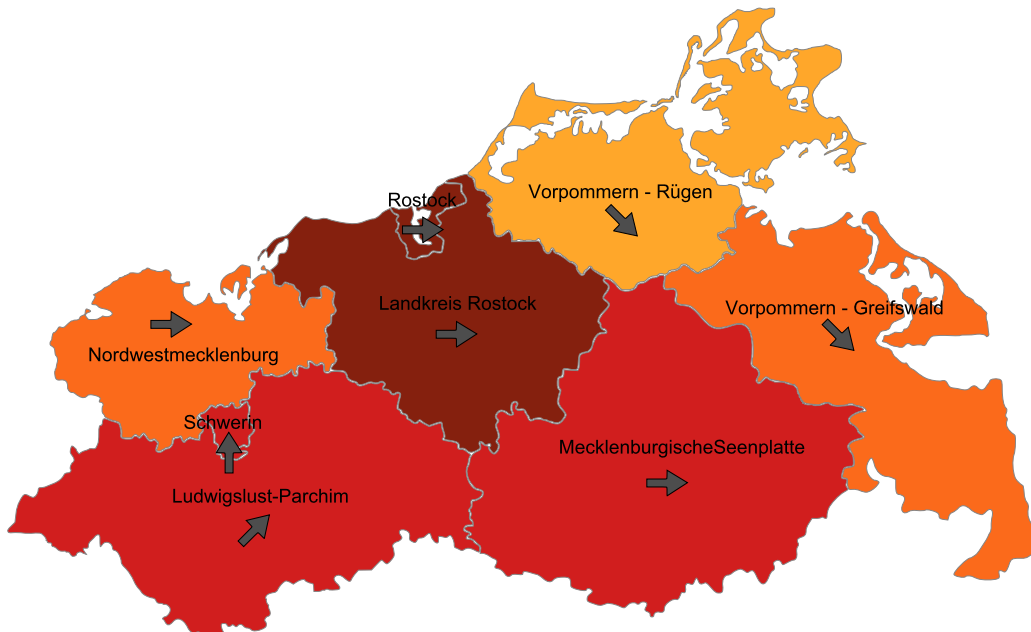 Vorpommern - Rügen
Rostock
Landkreis Rostock
Vorpommern - Greifswald
Nordwestmecklenburg
Schwerin
MecklenburgischeSeenplatte
Ludwigslust-Parchim